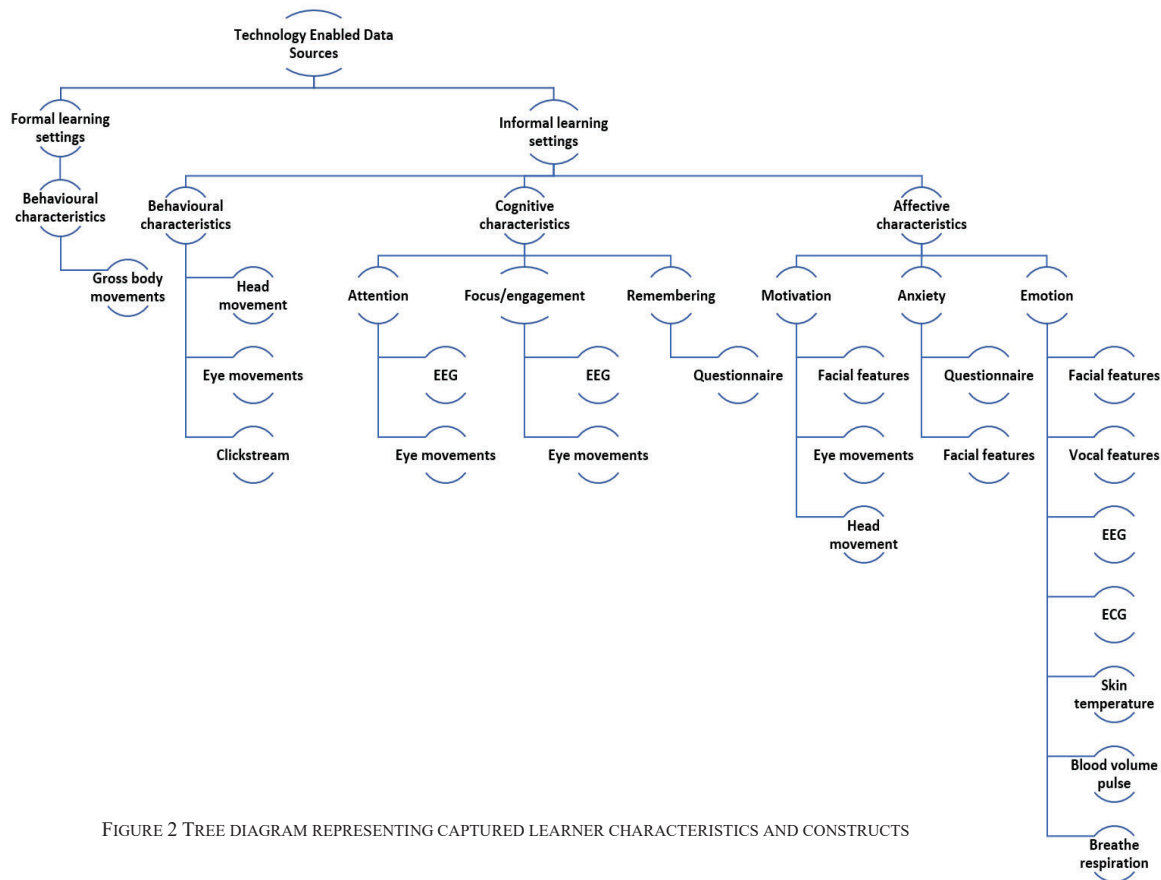 Technology Enabled Data
Sources
Formal learning
settings
Informal learning
settings
Behavioural
characteristics
Behavioural
characteristics
Cognitive
characteristics
Affective
characteristics
Gross body
movements
Head
movement
Attention
Focus/engagement
Remembering
Motivation
Anxiety
Emotion
Eye movements
EEG
EEG
Questionnaire
Facial features
Questionnaire
Facial features
Clickstream
Eye movements
Eye movements
Eye movements
Facial features
Vocal features
Head
movement
EEG
ECG
Skin
temperature
Blood volume
pulse
Breathe
respiration
FIGURE 2 TREE DIAGRAM REPRESENTING CAPTURED LEARNER CHARACTERISTICS AND CONSTRUCTS